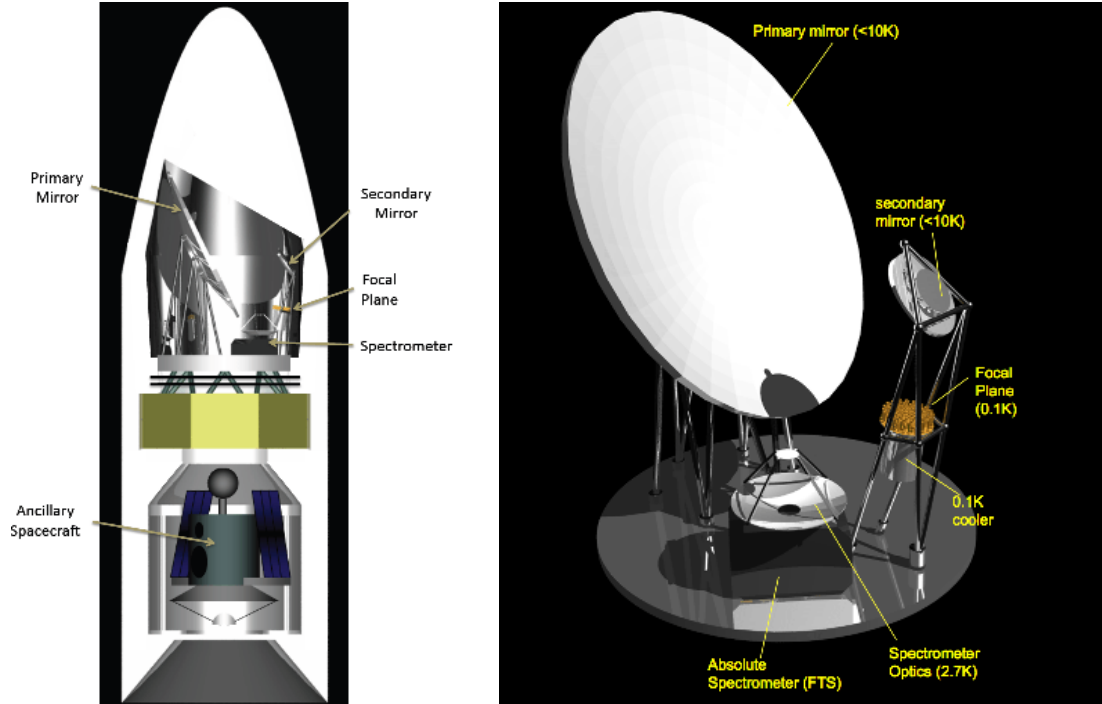 Primary
Mirror
Secondary
Mirror
Focal
Plane
Spectrometer
Ancillary
Spacecraft
Primary mirror (<10K)
secondary
mirror (<10K)
Focal
Plane
(0.1K)
0.1K
cooler
Spectrometer
Optics (2.7K)
Absolute
Spectrometer (FTS)